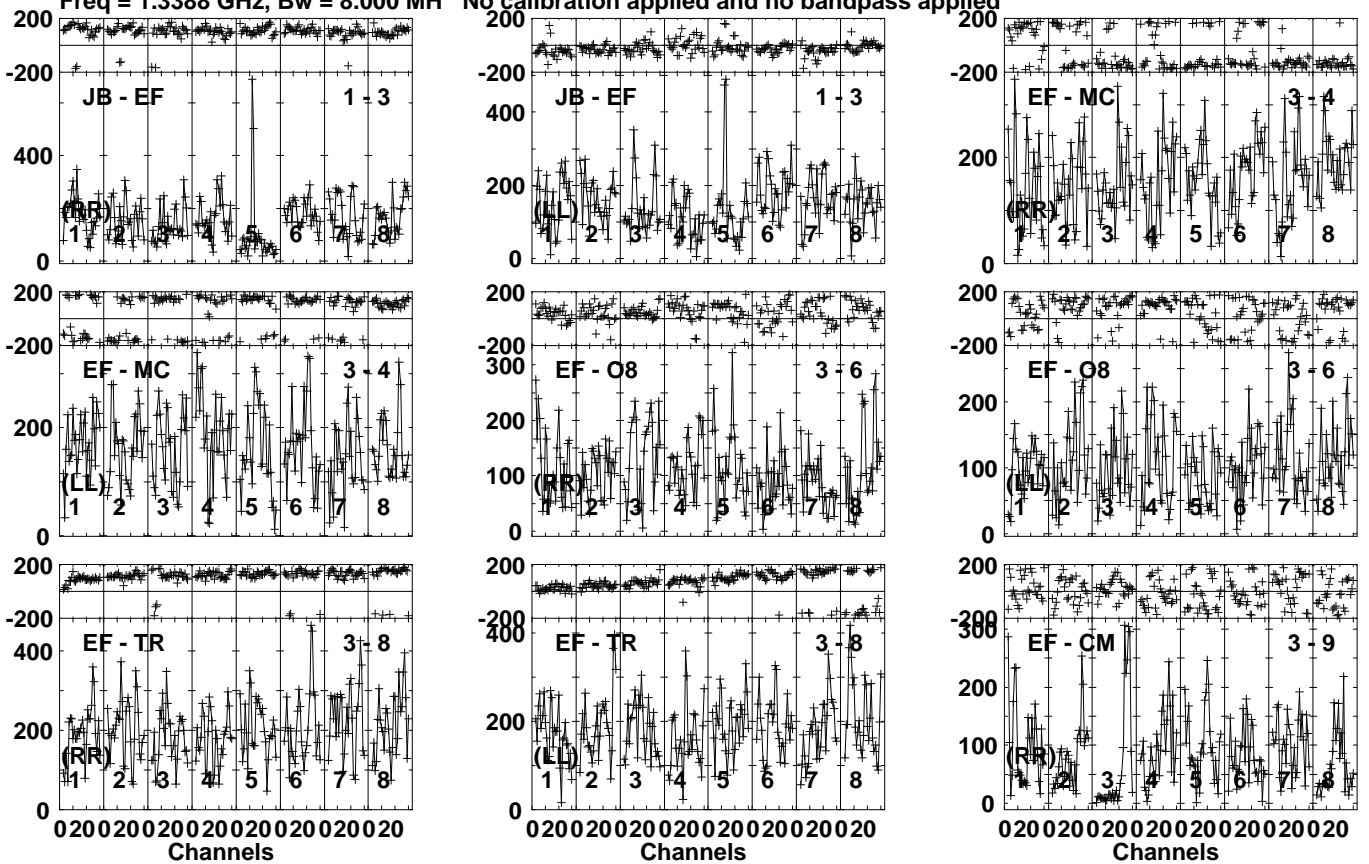 Freq = 1.3388 GHz, Bw = 8.000 MH No calibration applied and no bandpass applied
200 200 200
-200 -200 -200
JB - EF 1 - 3 JB - EF 1 - 3 EF - MC 3 - 4
400 400 200
200
(RR) (LL) (RR)
1 2 3 4 5 6 7 8 1 2 3 4 5 6 7 8 1 2 3 4 5 6 7 8
0 0 0
200 200 200
-200 -200 -200
EF - MC 3 - 4 EF - O8 3 - 6 EF - O8 3 - 6
300
200 200 200
100 100
(LL) (RR) (LL)
1 2 3 4 5 6 7 8 1 2 3 4 5 6 7 8 1 2 3 4 5 6 7 8
0 0 0
200 200 200
-200 -200 -200
EF - TR 3 - 8 EF - TR 3 - 8 EF - CM 3 - 9
400 400 300
200 200 200
100
(RR) (LL) (RR)
1 2 3 4 5 6 7 8 1 2 3 4 5 6 7 8 1 2 3 4 5 6 7 8
0 0 0
0 20 0 20 0 20 0 20 0 20 0 20 0 20 0 20 0 20 0 20 0 20 0 20 0 20 0 20 0 20 0 20 0 20 0 20 0 20 0 20 0 20 0 20 0 20 0 20
Channels Channels Channels